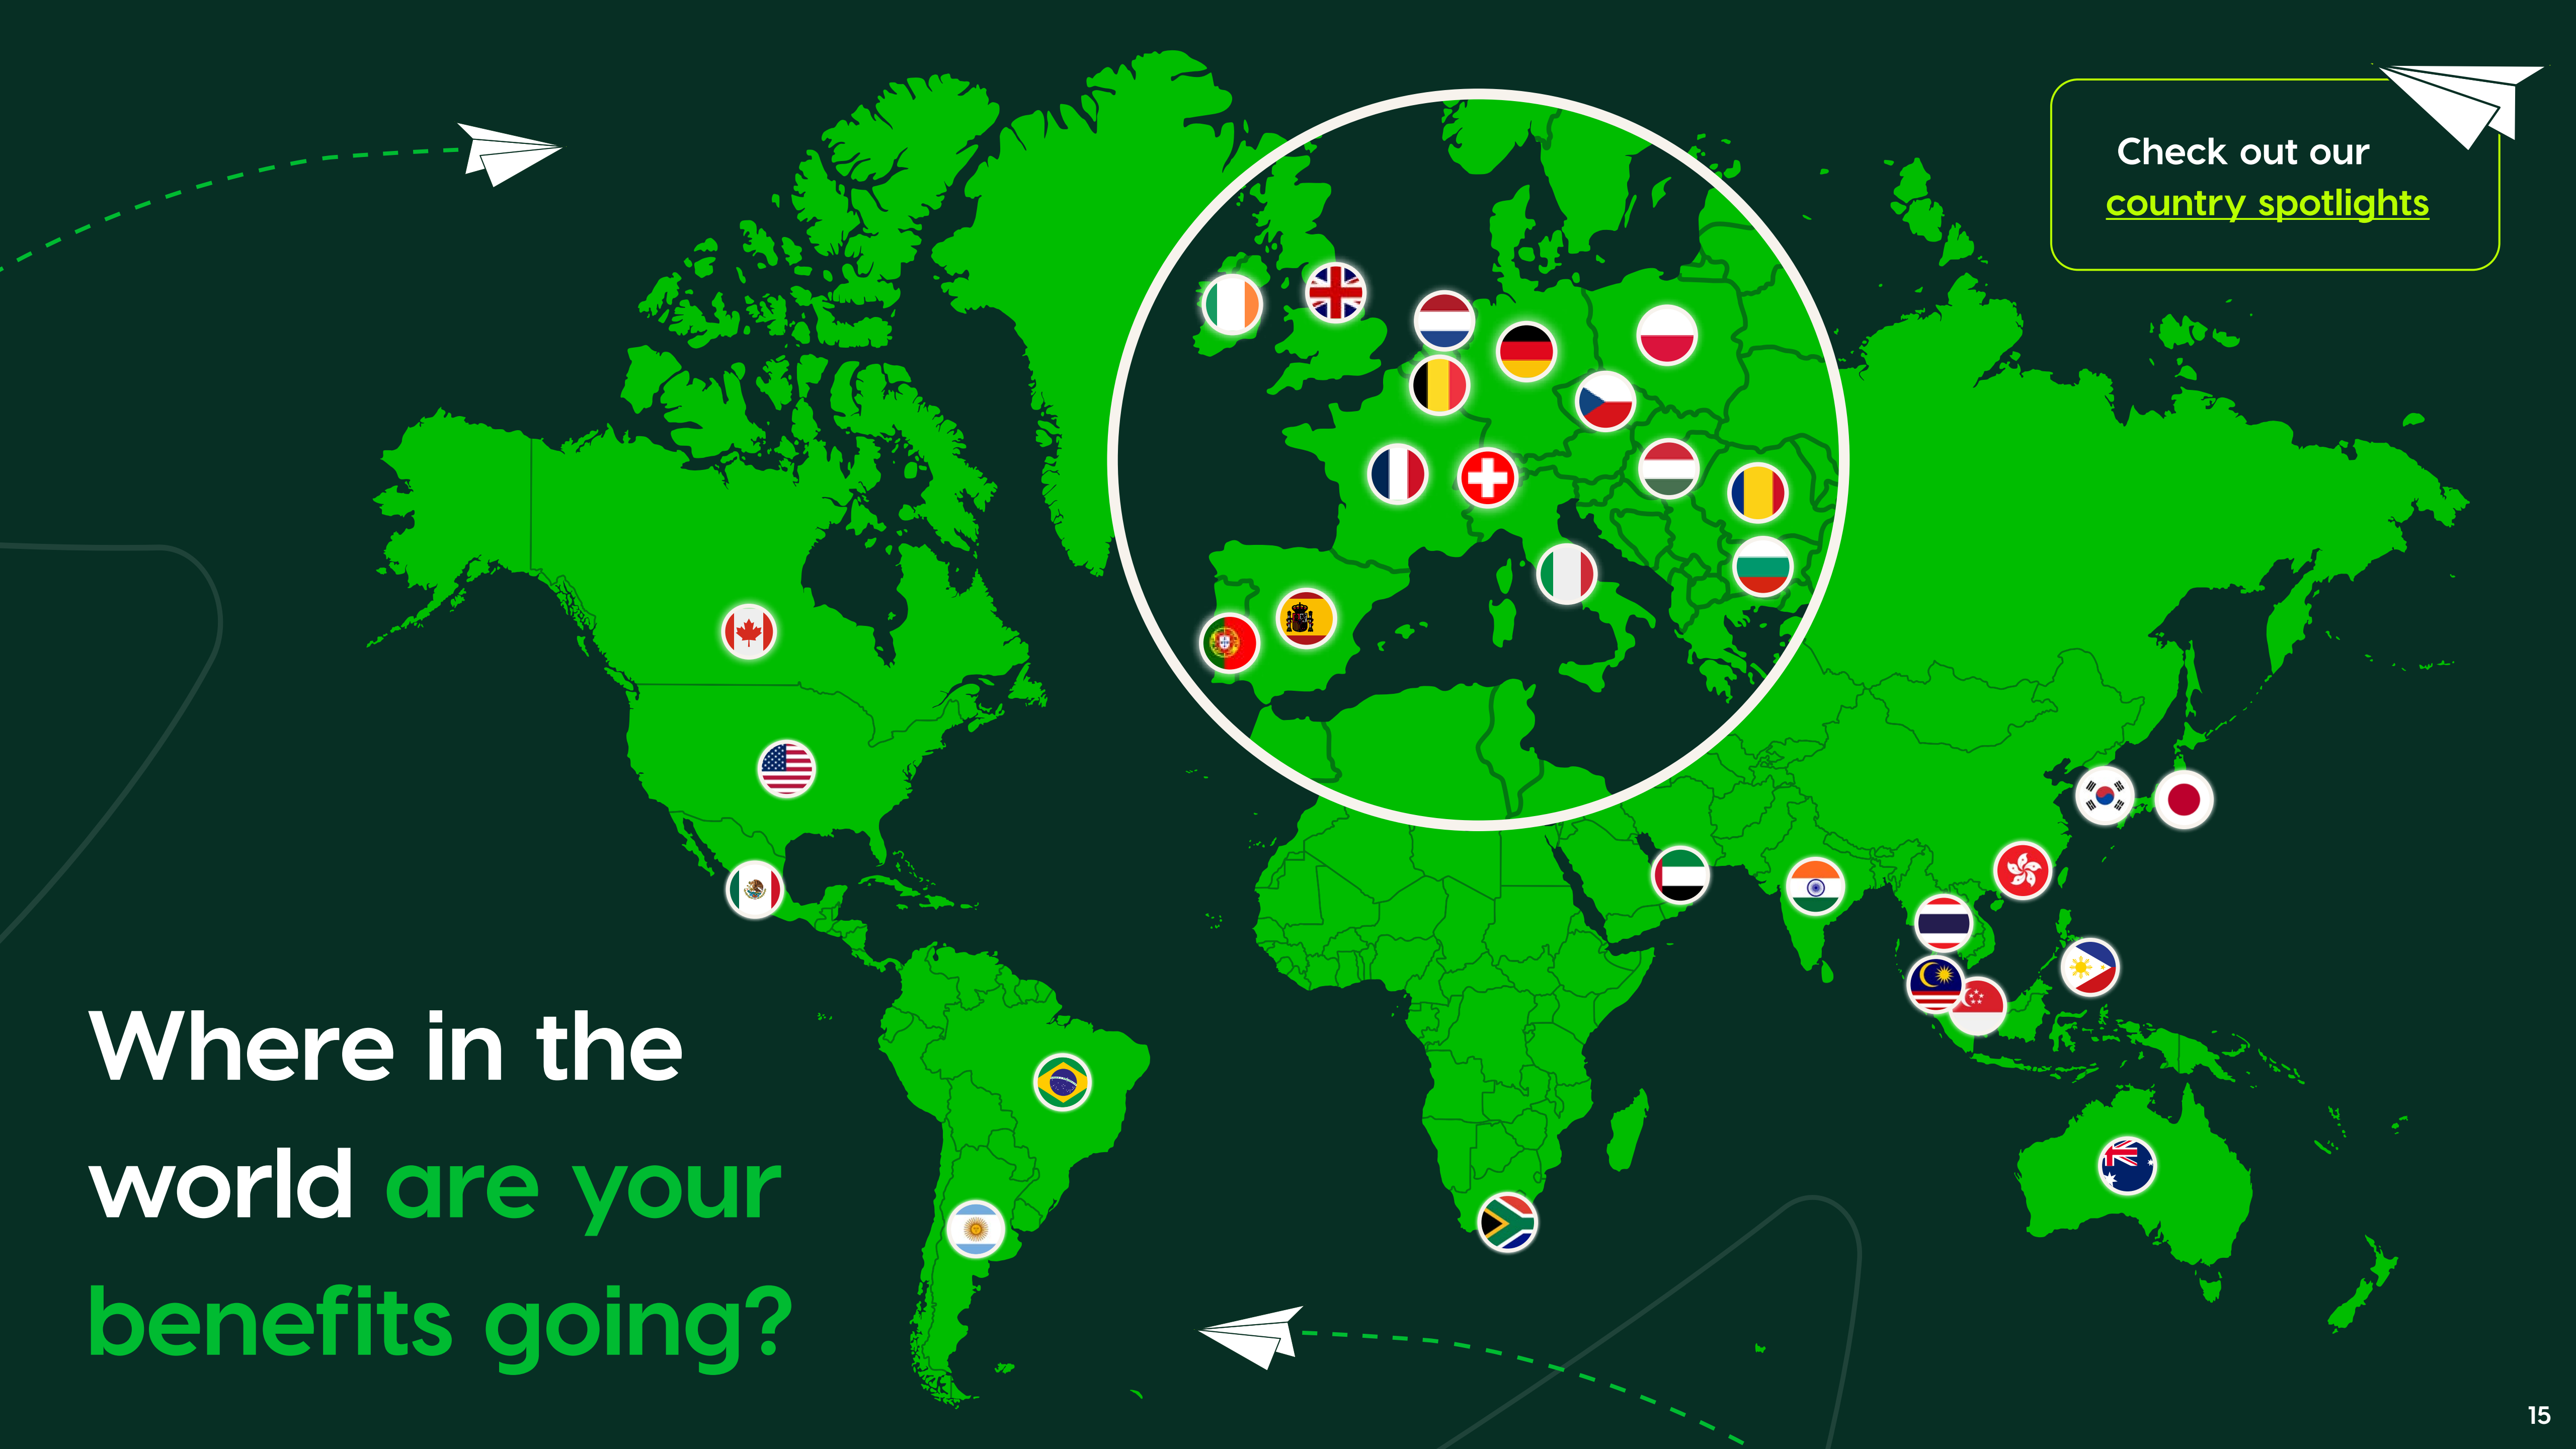 Check out our
country spotlights
Where in the
world are your
benefits going?
15